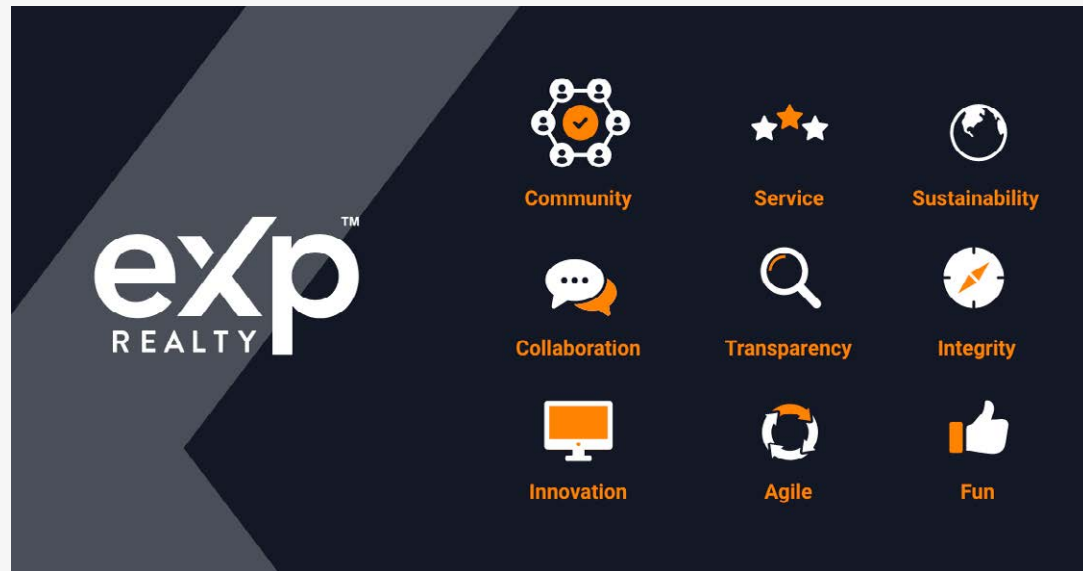 eXp™
REALTY
Community
Service
Sustainability
Collaboration
Transparency
Integrity
Innovation
Agile
Fun